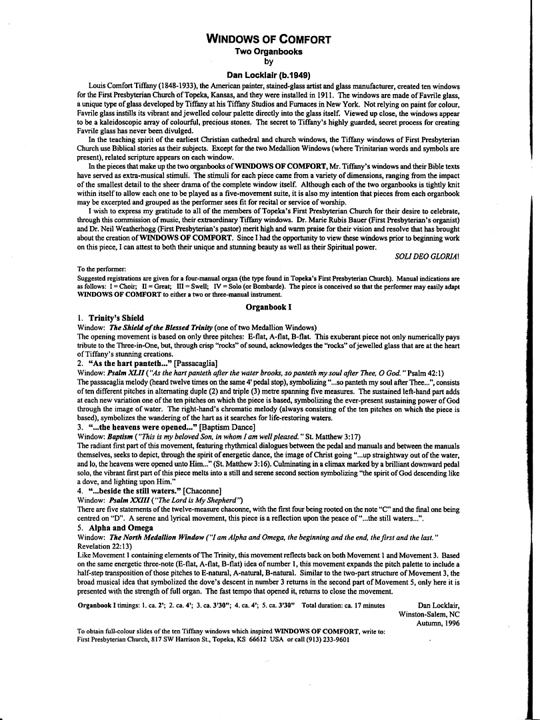 WINDOWS OF COMFORT
Two Organbooks
by
Dan Locklair (b.1949)
Louis Comfort Tiffany (1848-1933), the American painter, stained-glass artist and glass manufacturer, created ten windows
for the First Presbyterian Church of Topeka, Kansas, and they were installed in 1911. The windows are made of Favrile glass,
a unique type of glass developed by Tiffany at his Tiffany Studios and Furnaces in New York. Not relying on paint for colour,
Favrile glass instills its vibrant and jewelled colour palette directly into the glass itself. Viewed up close, the windows appear
to be a kaleidoscopic array of colourful, precious stones. The secret to Tiffany's highly guarded, secret process for creating
Favrile glass has never been divulged.
In the teaching spirit of the earliest Christian cathedral and church windows, the Tiffany windows of First Presbyterian
Church use Biblical stories as their subjects. Except for the two Medallion Windows (where Trinitarian words and symbols are
present), related scripture appears on each window.
In the pieces that make up the two organbooks of WINDOWS OF COMFORT, Mr. Tiffany's windows and their Bible texts
have served as extra-musical stimuli. The stimuli for each piece came from a variety of dimensions, ranging from the impact
of the smallest detail to the sheer drama of the complete window itself. Although each of the two organbooks is tightly knit
within itself to allow each one to be played as a five-movement suite, it is also my intention that pieces from each organbook
may be excerpted and grouped as the performer sees fit for recital or service of worship.
I wish to express my gratitude to all of the members of Topeka's First Presbyterian Church for their desire to celebrate,
through this commission of music, their extraordinary Tiffany windows. Dr. Marie Rubis Bauer (First Presbyterian's organist)
and Dr. Neil Weatherhogg (First Presbyterian's pastor) merit high and warm praise for their vision and resolve that has brought
about the creation of WINDOWS OF COMFORT. Since I had the opportunity to view these windows prior to beginning work
on this piece, I can attest to both their unique and stunning beauty as well as their Spiritual power.
SOLI DEO GLORIA!
To the performer:
Suggested registrations are given for a four-manual organ (the type found in Topeka's First Presbyterian Church). Manual indications are
as follows: I = Choir; II = Great; III = Swell; IV = Solo (or Bombarde). The piece is conceived so that the performer may easily adapt
WINDOWS OF COMFORT to either a two or three-manual instrument.
Organbook I
1. Trinity's Shield
Window: The Shield of the Blessed Trinity (one of two Medallion Windows)
The opening movement is based on only three pitches: E-flat, A-flat, B-flat. This exuberant piece not only numerically pays
tribute to the Three-in-One, but, through crisp "rocks" of sound, acknowledges the "rocks" of jewelled glass that are at the heart
of Tiffany's stunning creations.
2. "As the hart panteth..." [Passacaglia]
Window: Psalm XLII ("As the hart panteth after the water brooks, so panteth my soul after Thee, O God." Psalm 42:1)
The passacaglia melody (heard twelve times on the same 4' pedal stop), symbolizing "...so panteth my soul after Thee...", consists
of ten different pitches in alternating duple (2) and triple (3) metre spanning five measures. The sustained left-hand part adds
at each new variation one of the ten pitches on which the piece is based, symbolizing the ever-present sustaining power of God
through the image of water. The right-hand's chromatic melody (always consisting of the ten pitches on which the piece is
based), symbolizes the wandering of the hart as it searches for life-restoring waters.
3. "...the heavens were opened..." [Baptism Dance]
Window: Baptism ("This is my beloved Son, in whom I am well pleased." St. Matthew 3:17)
The radiant first part of this movement, featuring rhythmical dialogues between the pedal and manuals and between the manuals
themselves, seeks to depict, through the spirit of energetic dance, the image of Christ going "...up straightway out of the water,
and lo, the heavens were opened unto Him..." (St. Matthew 3:16). Culminating in a climax marked by a brilliant downward pedal
solo, the vibrant first part of this piece melts into a still and serene second section symbolizing "the spirit of God descending like
a dove, and lighting upon Him."
4. "...beside the still waters." [Chaconne]
Window: Psalm XXIII ("The Lord is My Shepherd")
There are five statements of the twelve-measure chaconne, with the first four being rooted on the note "C" and the final one being
centred on "D". A serene and lyrical movement, this piece is a reflection upon the peace of "...the still waters...".
5. Alpha and Omega
Window: The North Medallion Window ("I am Alpha and Omega, the beginning and the end, the first and the last."
Revelation 22:13)
Like Movement 1 containing elements of The Trinity, this movement reflects back on both Movement 1 and Movement 3. Based
on the same energetic three-note (E-flat, A-flat, B-flat) idea of number 1, this movement expands the pitch palette to include a
half-step transposition of those pitches to E-natural, A-natural, B-natural. Similar to the two-part structure of Movement 3, the
broad musical idea that symbolized the dove's descent in number 3 returns in the second part of Movement 5, only here it is
presented with the strength of full organ. The fast tempo that opened it, returns to close the movement.
Organbook I timings: 1. ca. 2'; 2. ca. 4'; 3. ca. 3'30"; 4. ca. 4'; 5. ca. 3'30" Total duration: ca. 17 minutes
Dan Locklair,
Winston-Salem, NC
Autumn, 1996
To obtain full-colour slides of the ten Tiffany windows which inspired WINDOWS OF COMFORT, write to:
First Presbyterian Church, 817 SW Harrison St., Topeka, KS 66612 USA or call (913) 233-9601